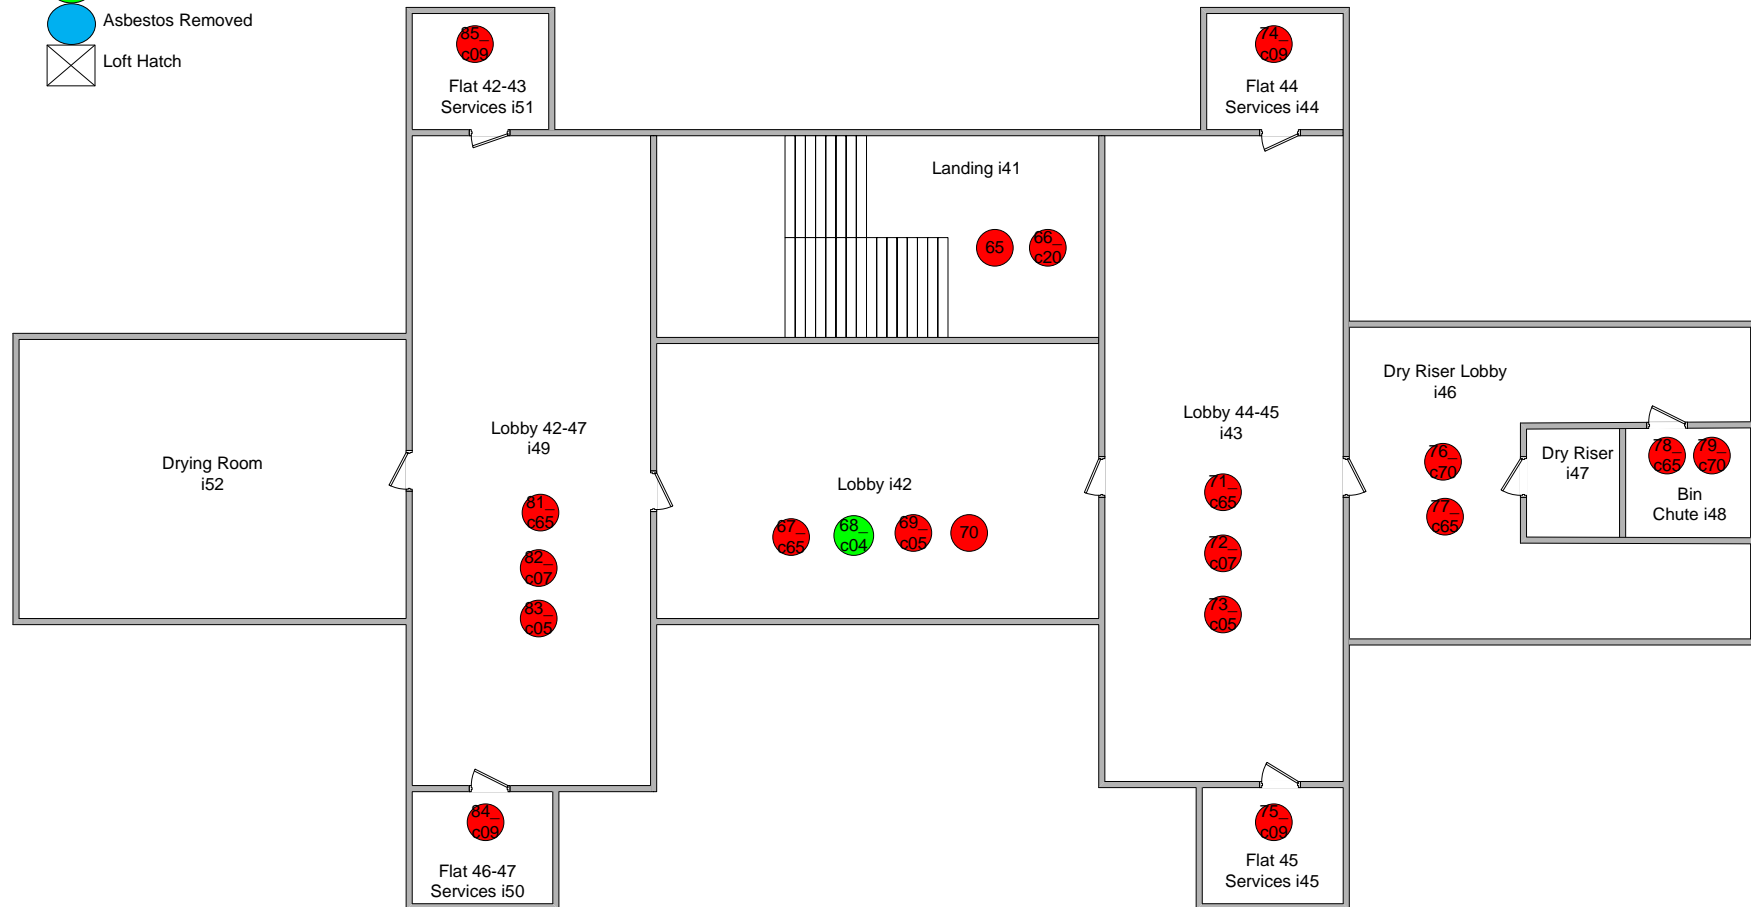 Asbestos Removed
Loft Hatch
85_
c09
Flat 42-43
Services i51
74_
c09
Flat 44
Services i44
Landing i41
65
66_
c20
Drying Room
i52
Lobby 42-47
i49
81_
c65
82_
c07
83_
c05
Lobby i42
67_
c65
68_
c04
69_
c05
70
Lobby 44-45
i43
71_
c65
72_
c07
73_
c05
Dry Riser Lobby
i46
76_
c70
77_
c65
Dry Riser
i47
78_
c65
79_
c70
Bin
Chute i48
84_
c09
Flat 46-47
Services i50
75_
c09
Flat 45
Services i45